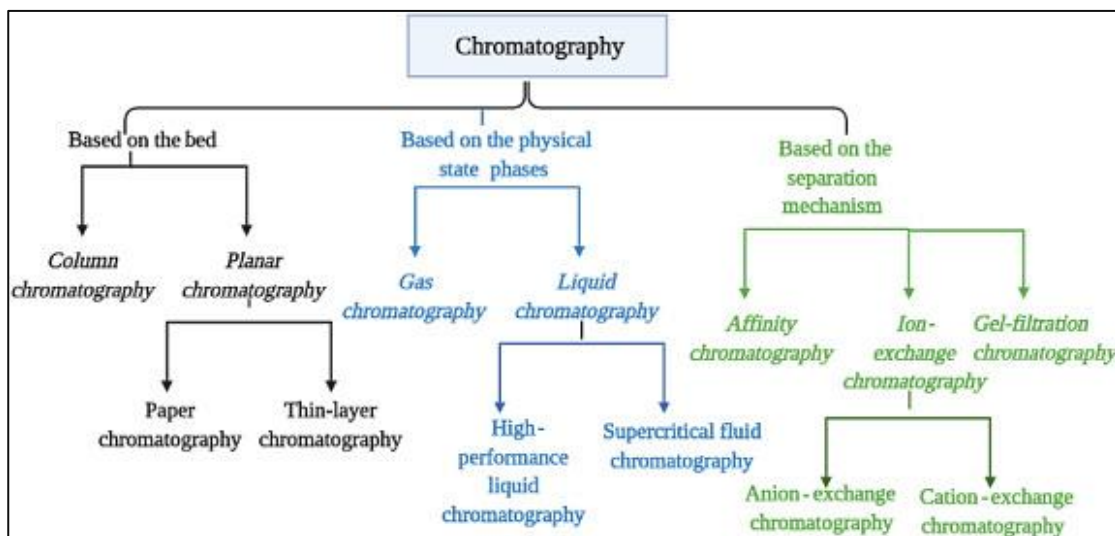 Chromatography
Based on the bed
Column
chromatography
Planar
chromatography
Paper
chromatography
Thin-layer
chromatography
Based on the physical
state phases
Gas
chromatography
Liquid
chromatography
High-
performance
liquid
chromatography
Supercritical fluid
chromatography
Based on the
separation
mechanism
Affinity
chromatography
Ion-
exchange
chromatography
Gel-filtration
chromatography
Anion-exchange
chromatography
Cation-exchange
chromatography